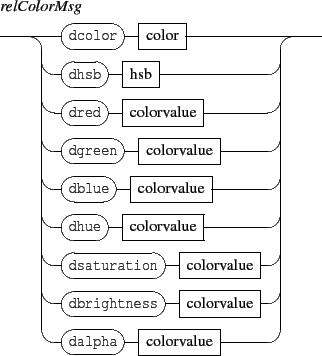 relColorMsg
dcolor color
dhsb hsb
dred colorvalue
dgreen colorvalue
dblue colorvalue
dhue colorvalue
dsaturation colorvalue
dbrightness colorvalue
dalpha colorvalue